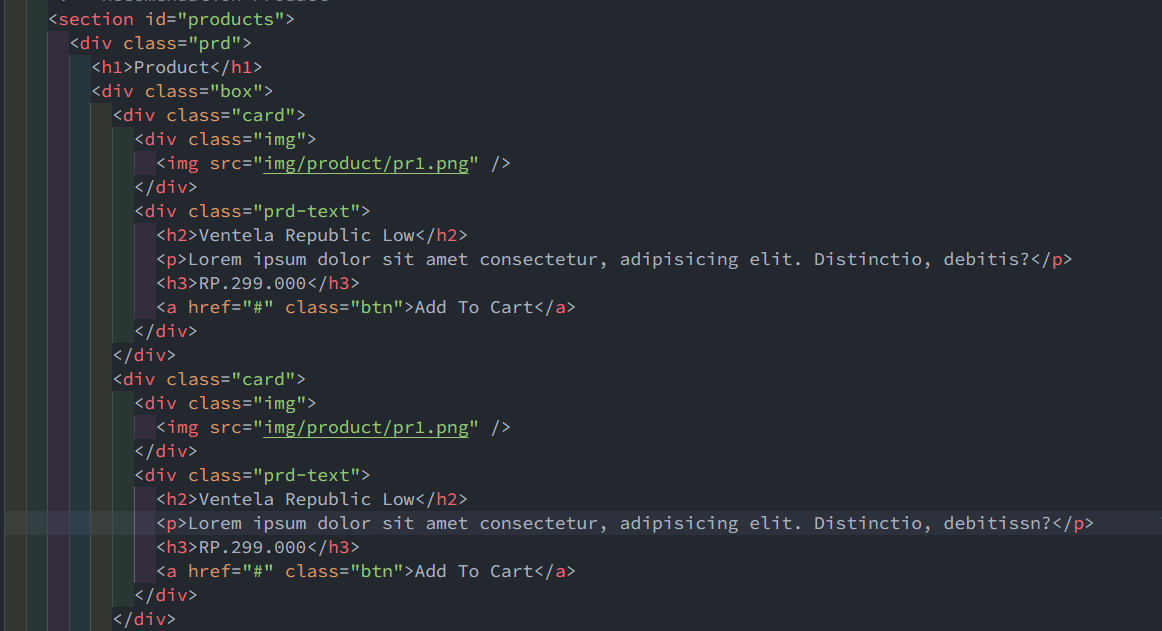 <section id="products">
<div class="prd">
<h1>Product</h1>
<div class="box">
<div class="card">
<div class="img">
<img src="img/product/pr1.png" />
</div>
<div class="prd-text">
<h2>Ventela Republic Low</h2>
<p>Lorem ipsum dolor sit amet consectetur, adipisicing elit. Distinctio, debitis?</p>
<h3>RP.299.000</h3>
<a href="#" class="btn">Add To Cart</a>
</div>
</div>
<div class="card">
<div class="img">
<img src="img/product/pr1.png" />
</div>
<div class="prd-text">
<h2>Ventela Republic Low</h2>
<p>Lorem ipsum dolor sit amet consectetur, adipisicing elit. Distinctio, debitissn?</p>
<h3>RP.299.000</h3>
<a href="#" class="btn">Add To Cart</a>
</div>
</div>